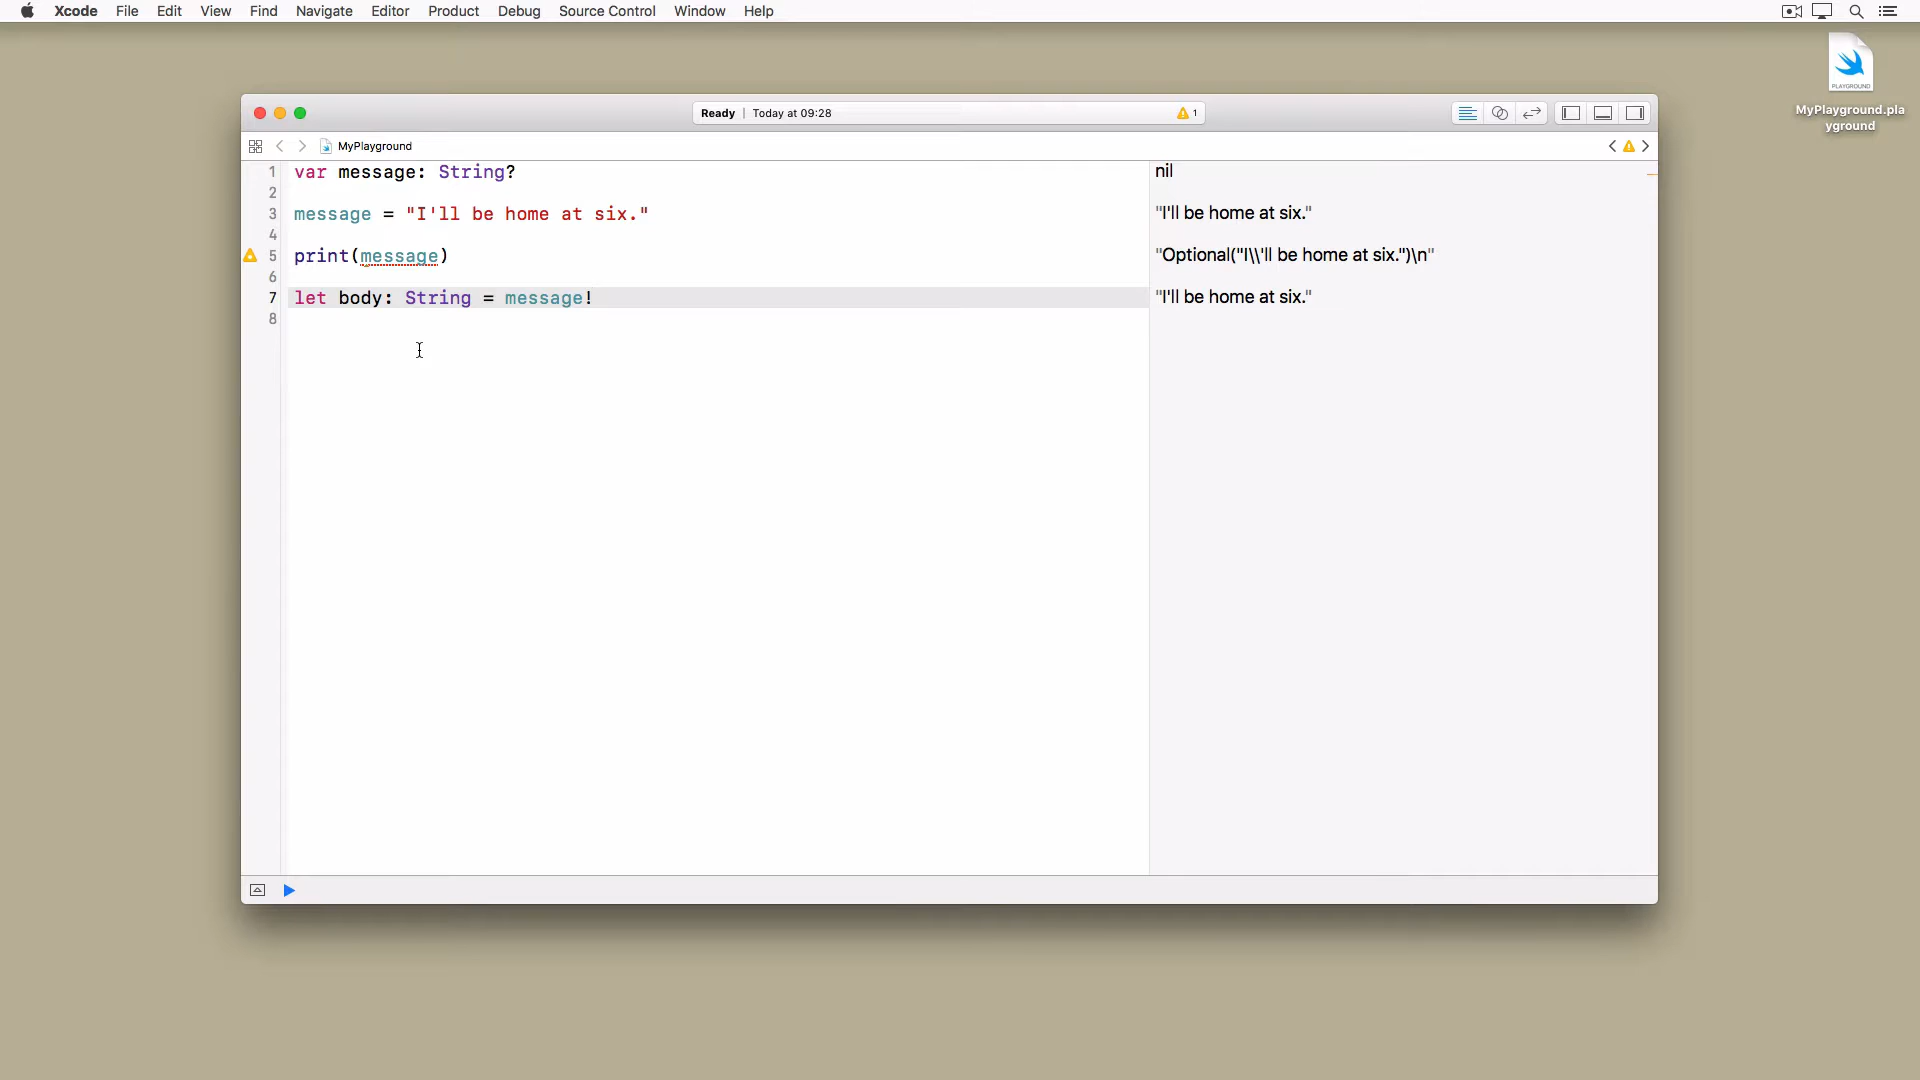 Xcode File Edit View Find Navigate Editor Product Debug Source Control Window Help
PLAYGROUND
MyPlayground.pla
yground
Ready | Today at 09:28 1
MyPlayground
1 var message: String? nil
2
3 message = "I'll be home at six." "I'll be home at six."
4
5 print(message) "Optional("I\\'ll be home at six.")\n"
6
7 let body: String = message! "I'll be home at six."
8